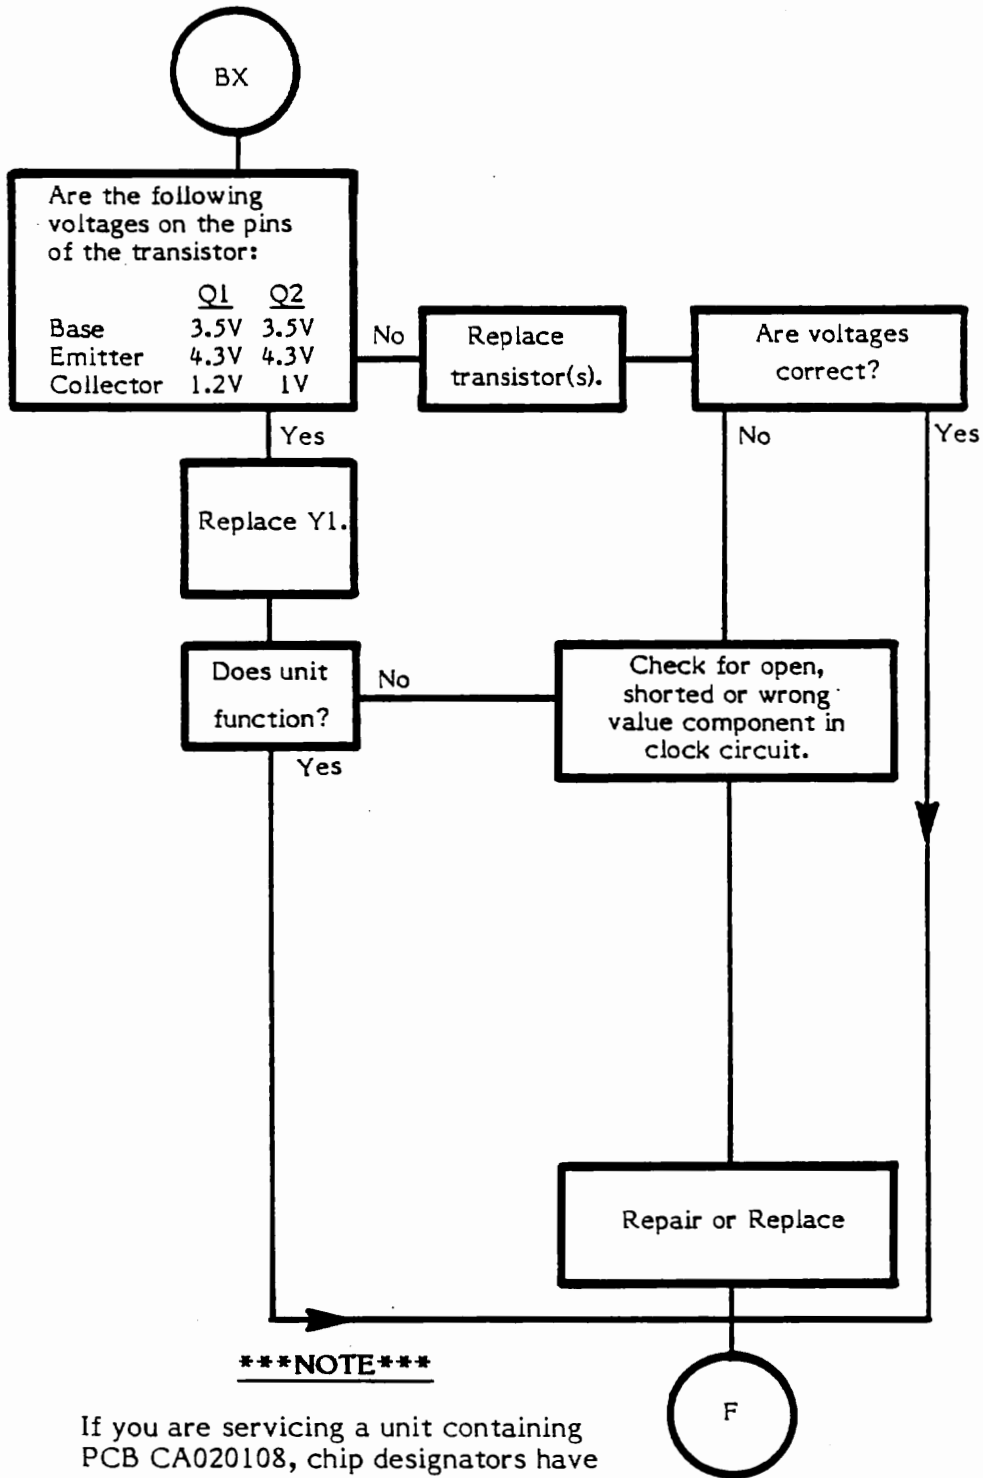 BX
Are the following
voltages on the pins
of the transistor:
Q1 Q2
Base 3.5V 3.5V
Emitter 4.3V 4.3V
Collector 1.2V 1V
No
Replace
transistor(s).
Are voltages
correct?
Yes
No
Yes
Replace Y1.
Does unit
function?
No
Yes
Check for open,
shorted or wrong
value component in
clock circuit.
Repair or Replace
***NOTE***
F
If you are servicing a unit containing
PCB CA020108, chip designators have